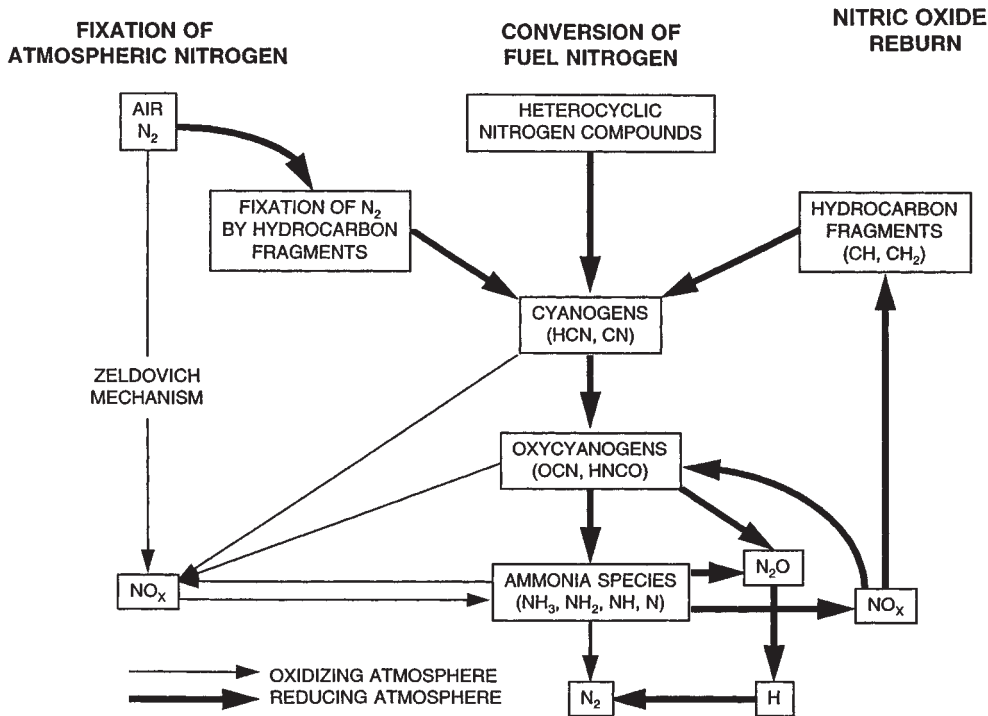 FIXATION OF
ATMOSPHERIC NITROGEN
CONVERSION OF
FUEL NITROGEN
NITRIC OXIDE
REBURN
AIR
N₂
HETEROCYCLIC
NITROGEN COMPOUNDS
FIXATION OF N₂
BY HYDROCARBON
FRAGMENTS
HYDROCARBON
FRAGMENTS
(CH, CH₂)
CYANOGENS
(HCN, CN)
ZELDOVICH
MECHANISM
OXYCYANOGENS
(OCN, HNCO)
NOₓ
AMMONIA SPECIES
(NH₃, NH₂, NH, N)
N₂O
NOₓ
OXIDIZING ATMOSPHERE
REDUCING ATMOSPHERE
N₂
H